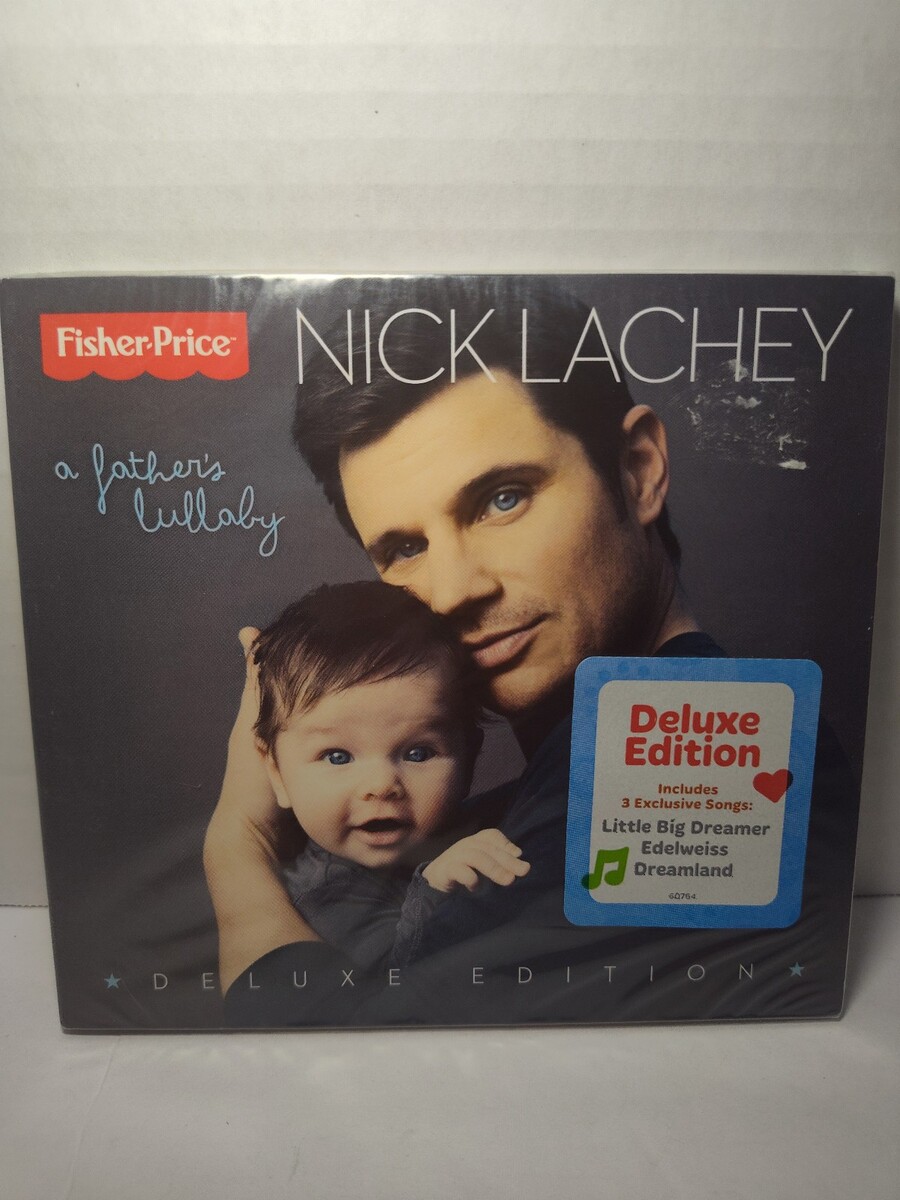 Fisher-Price
NICK LACHEY
a father's
lullaby
Deluxe
Edition
Includes
3 Exclusive Songs:
Little Big Dreamer
Edelweiss
Dreamland
60764
DELUXE EDITION